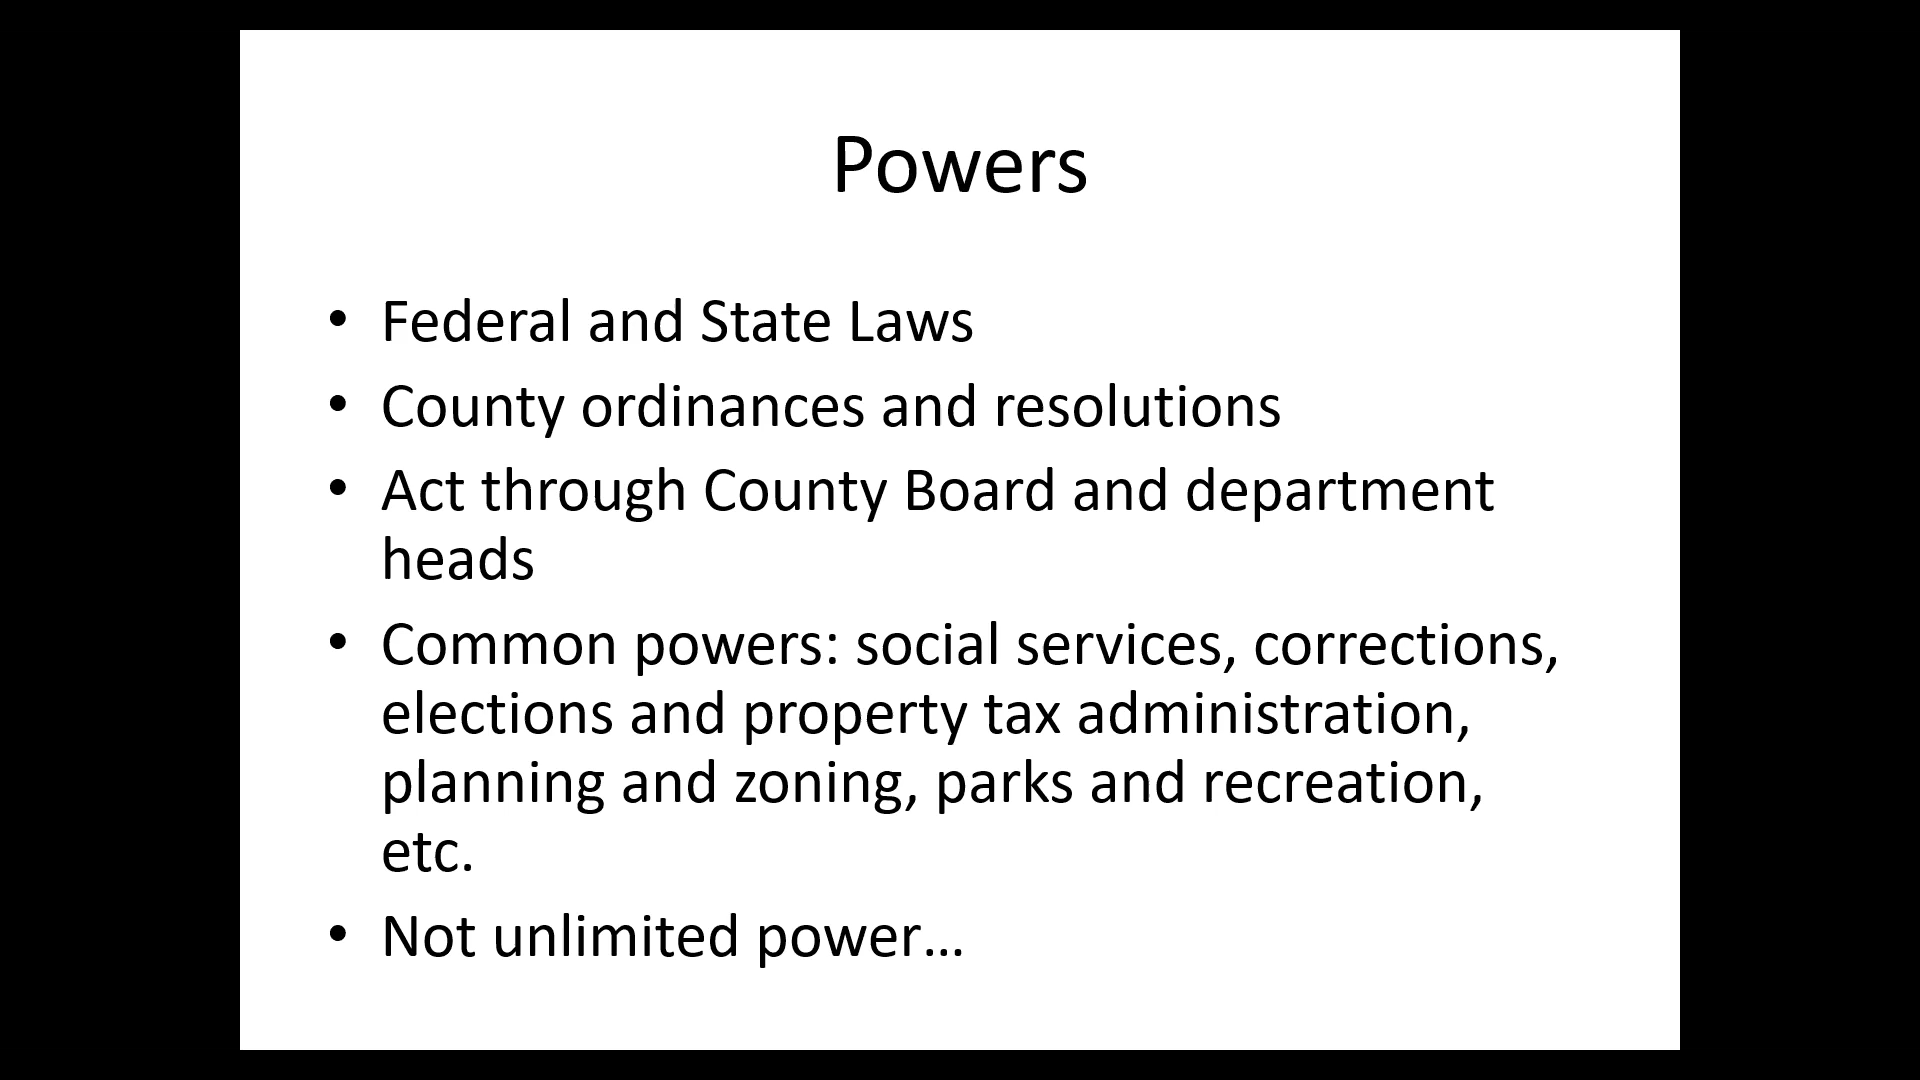 Powers
• Federal and State Laws
• County ordinances and resolutions
• Act through County Board and department
heads
• Common powers: social services, corrections,
elections and property tax administration,
planning and zoning, parks and recreation,
etc.
• Not unlimited power…